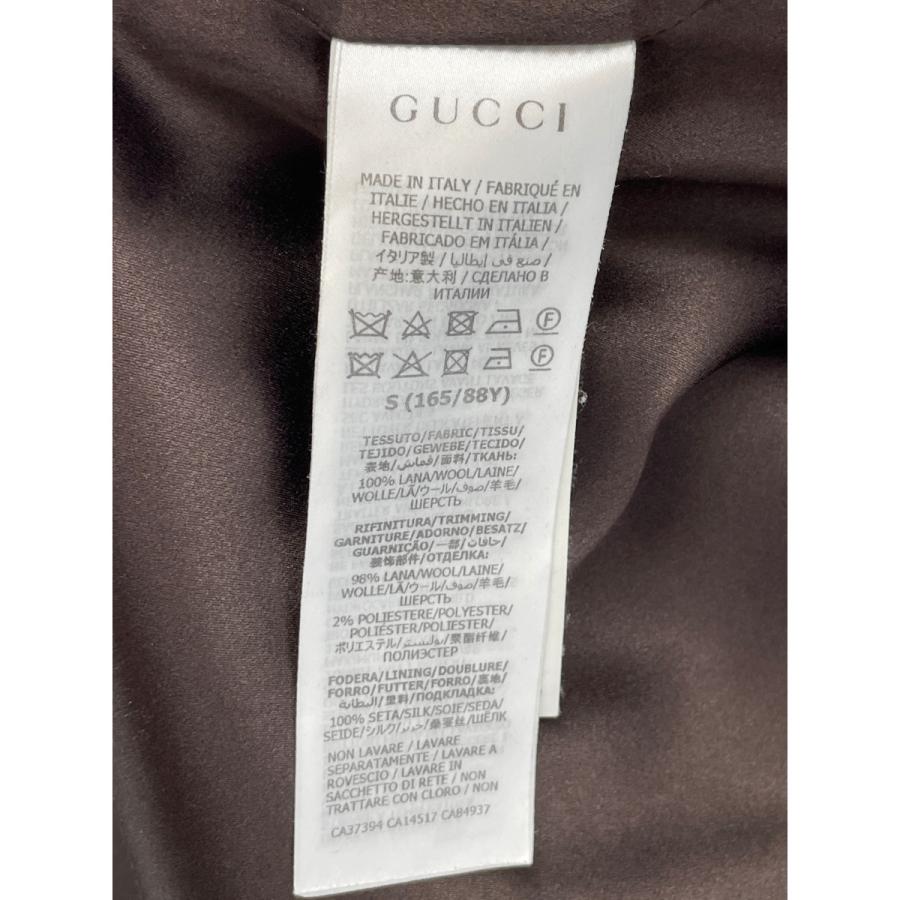 GUCCI
MADE IN ITALY / FABRIQUÉ EN
ITALIE / HECHO EN ITALIA /
HERGESTELLT IN ITALIEN /
FABRICADO EM ITÁLIA /
イタリア製 / صنع في إيطاليا /
产地:意大利 / СДЕЛАНО В
ИТАЛИИ
S (165/88Y)
TESSUTO/FABRIC/TISSU/
TEJIDO/GEWEBE/TECIDO/
表地/قماش/面料/ТКАНЬ:
100% LANA/WOOL/LAINE/
WOLLE/LÃ/ウール/صوف/羊毛/
ШЕРСТЬ
RIFINITURA/TRIMMING/
GARNITURE/ADORNO/BESATZ/
GUARNIÇÃO/一部/حافات/
装饰部件/ОТДЕЛКА:
98% LANA/WOOL/LAINE/
WOLLE/LÃ/ウール/صوف/羊毛/
ШЕРСТЬ
2% POLIESTERE/POLYESTER/
POLIÉSTER/POLIESTER/
ポリエステル/بوليستر/聚酯纤维/
ПОЛИЭСТЕР
FODERA/LINING/DOUBLURE/
FORRO/FUTTER/FORRO/裏地/
البطانة/里料/ПОДКЛАДКА:
100% SETA/SILK/SOIE/SEDA/
SEIDE/シルク/حرير/桑蚕丝/ШЁЛК
NON LAVARE / LAVARE
SEPARATAMENTE / LAVARE A
ROVESCIO / LAVARE IN
SACCHETTO DI RETE / NON
TRATTARE CON CLORO / NON
CA37394 CA14517 CA84937